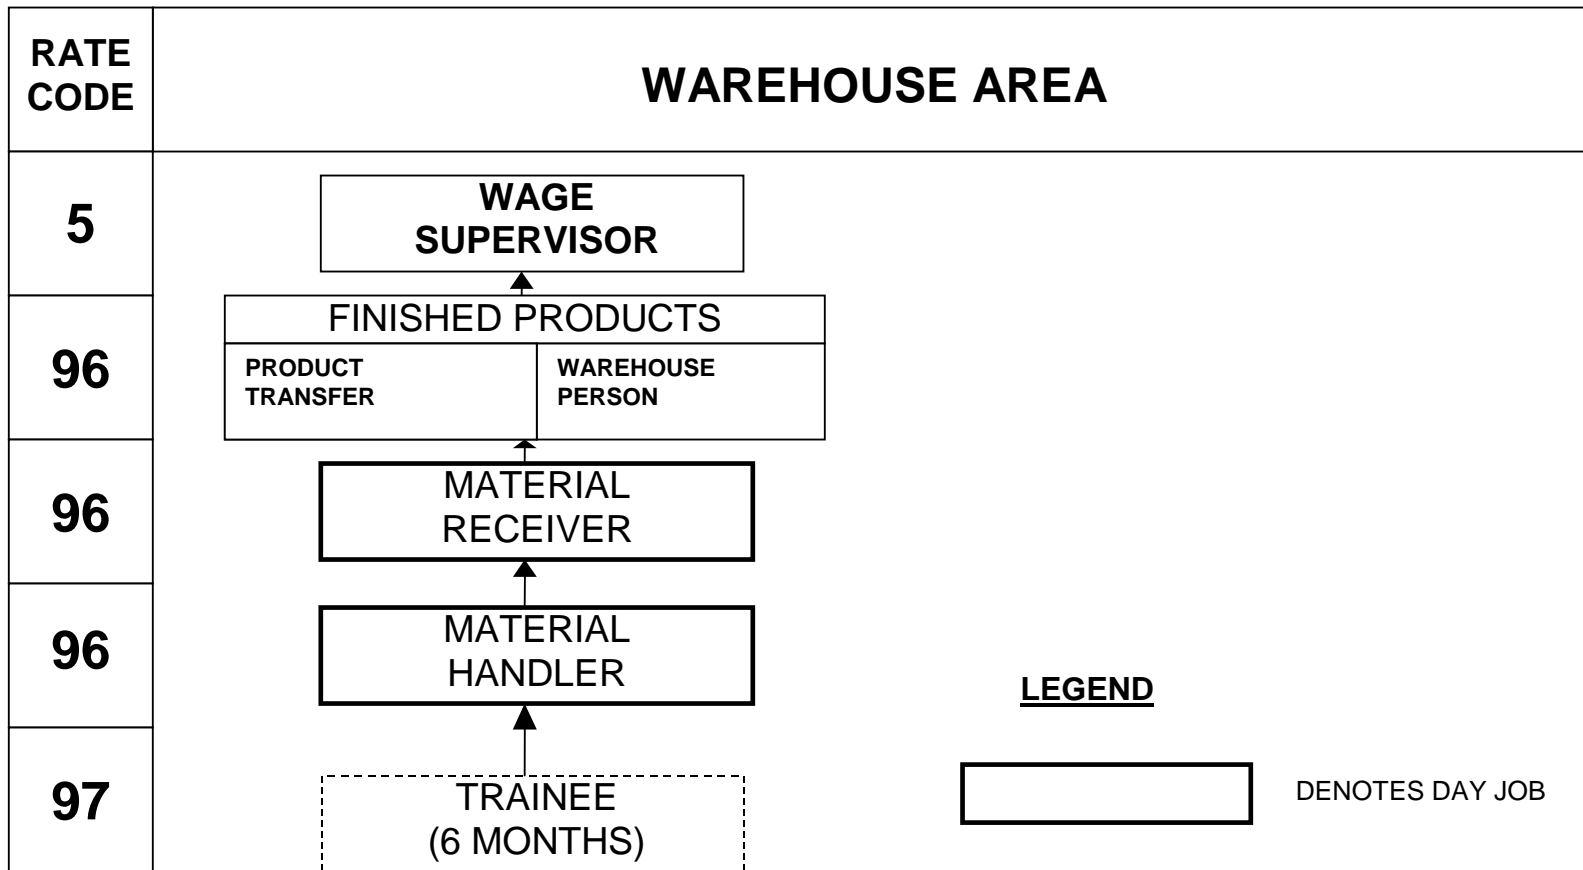 RATE
CODE
WAREHOUSE AREA
5
WAGE
SUPERVISOR
96
FINISHED PRODUCTS
PRODUCT
TRANSFER
WAREHOUSE
PERSON
96
MATERIAL
RECEIVER
96
MATERIAL
HANDLER
LEGEND
97
TRAINEE
(6 MONTHS)
DENOTES DAY JOB